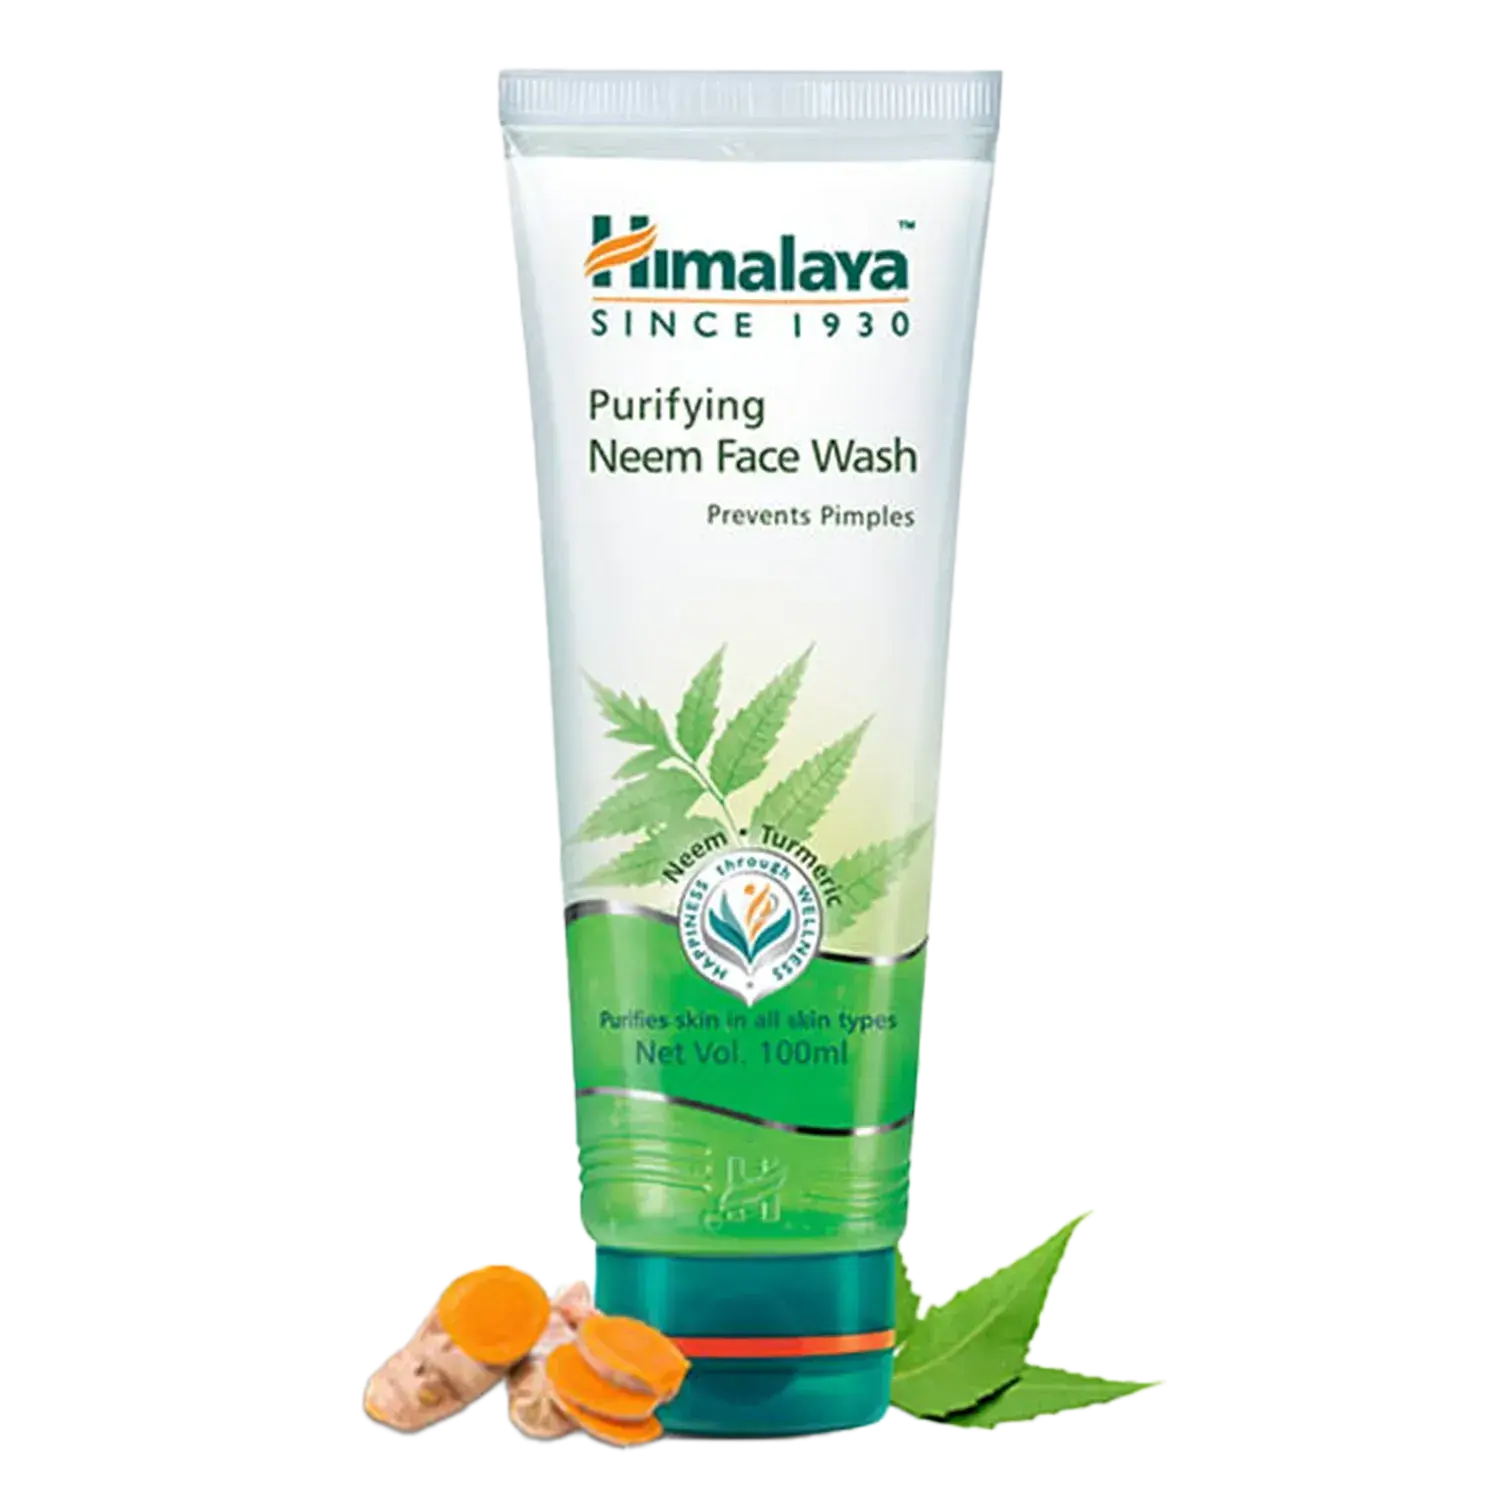 Himalaya™
SINCE 1930
Purifying
Neem Face Wash
Prevents Pimples
Neem • Turmeric
HAPPINESS through WELLNESS
Purifies skin in all skin types
Net Vol. 100ml
H